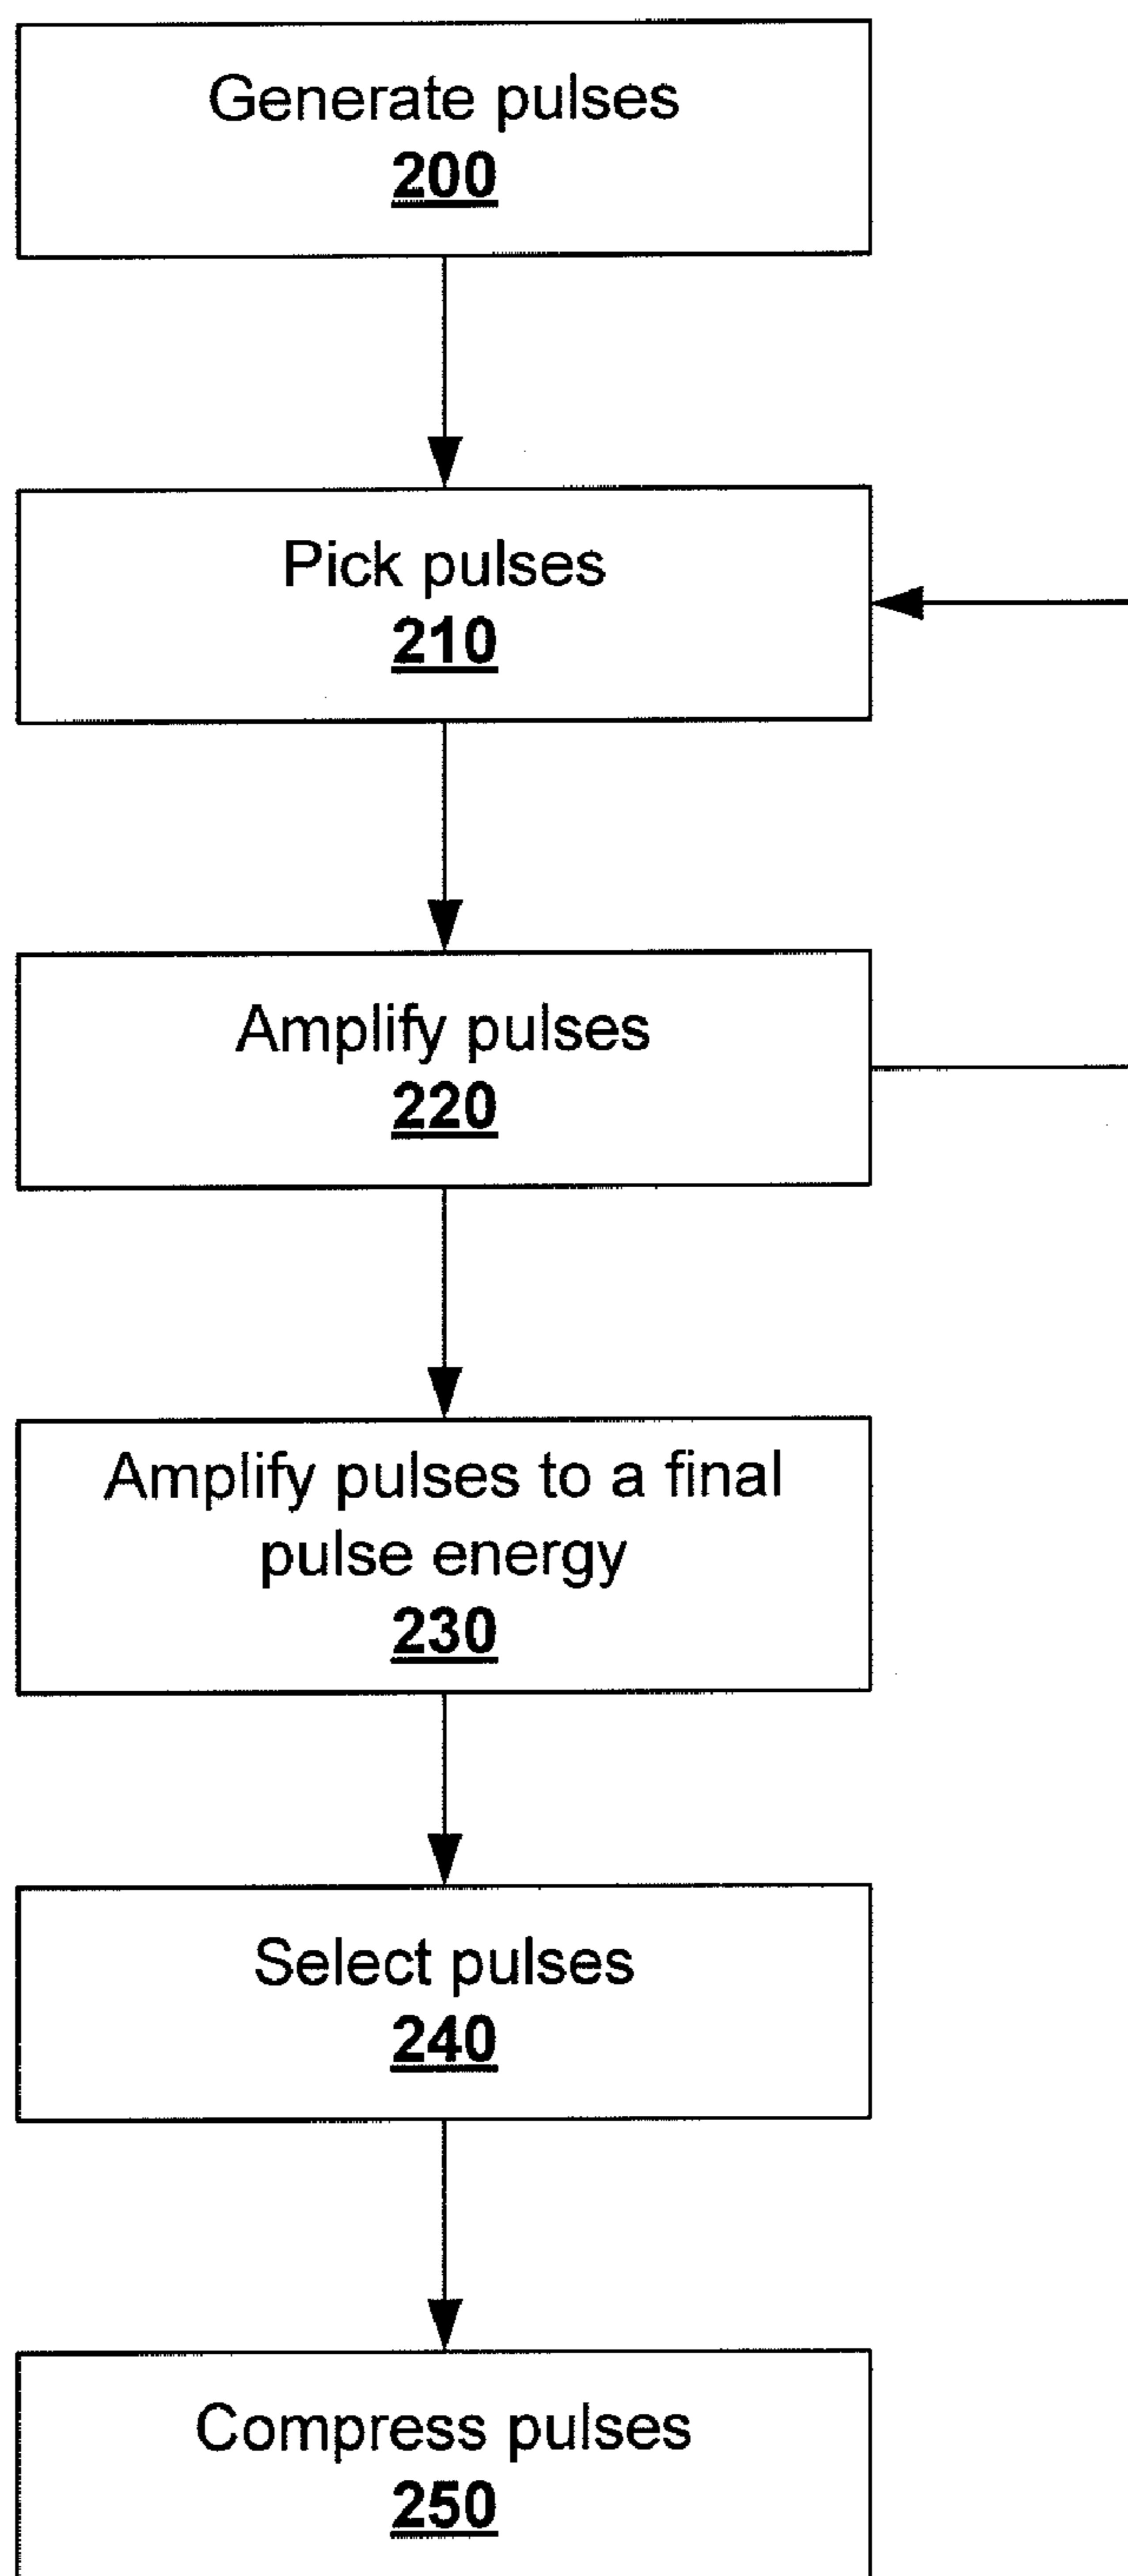 Generate pulses
200
Pick pulses
210
Amplify pulses
220
Amplify pulses to a final
pulse energy
230
Select pulses
240
Compress pulses
250